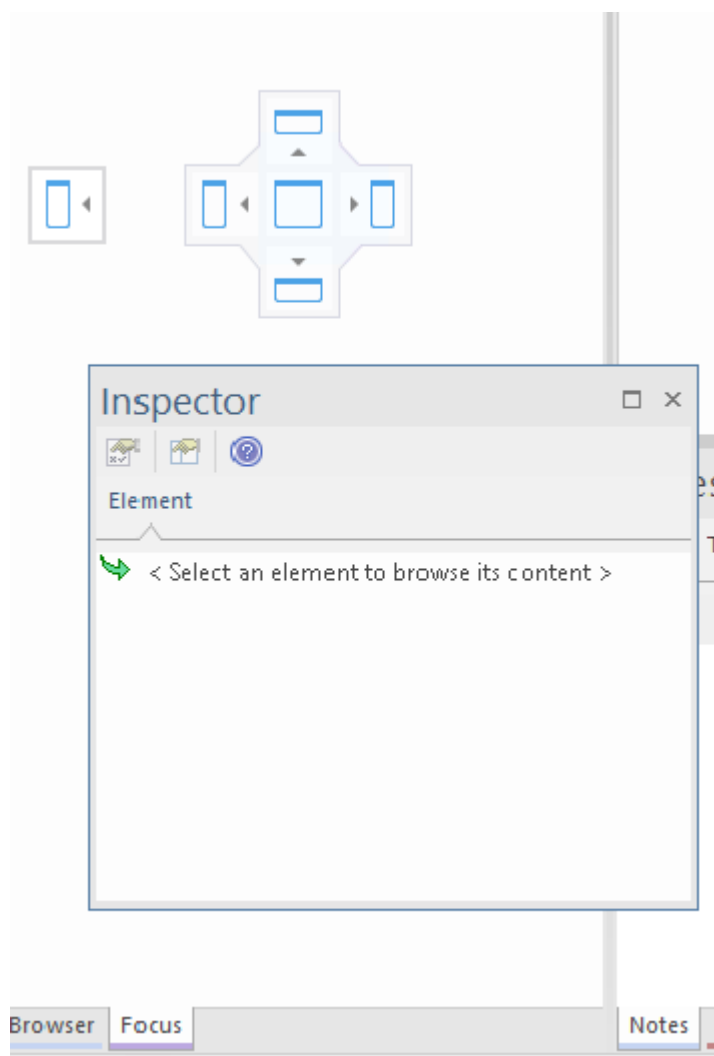 Inspector
Element
< Select an element to browse its content >
Browser
Focus
Notes